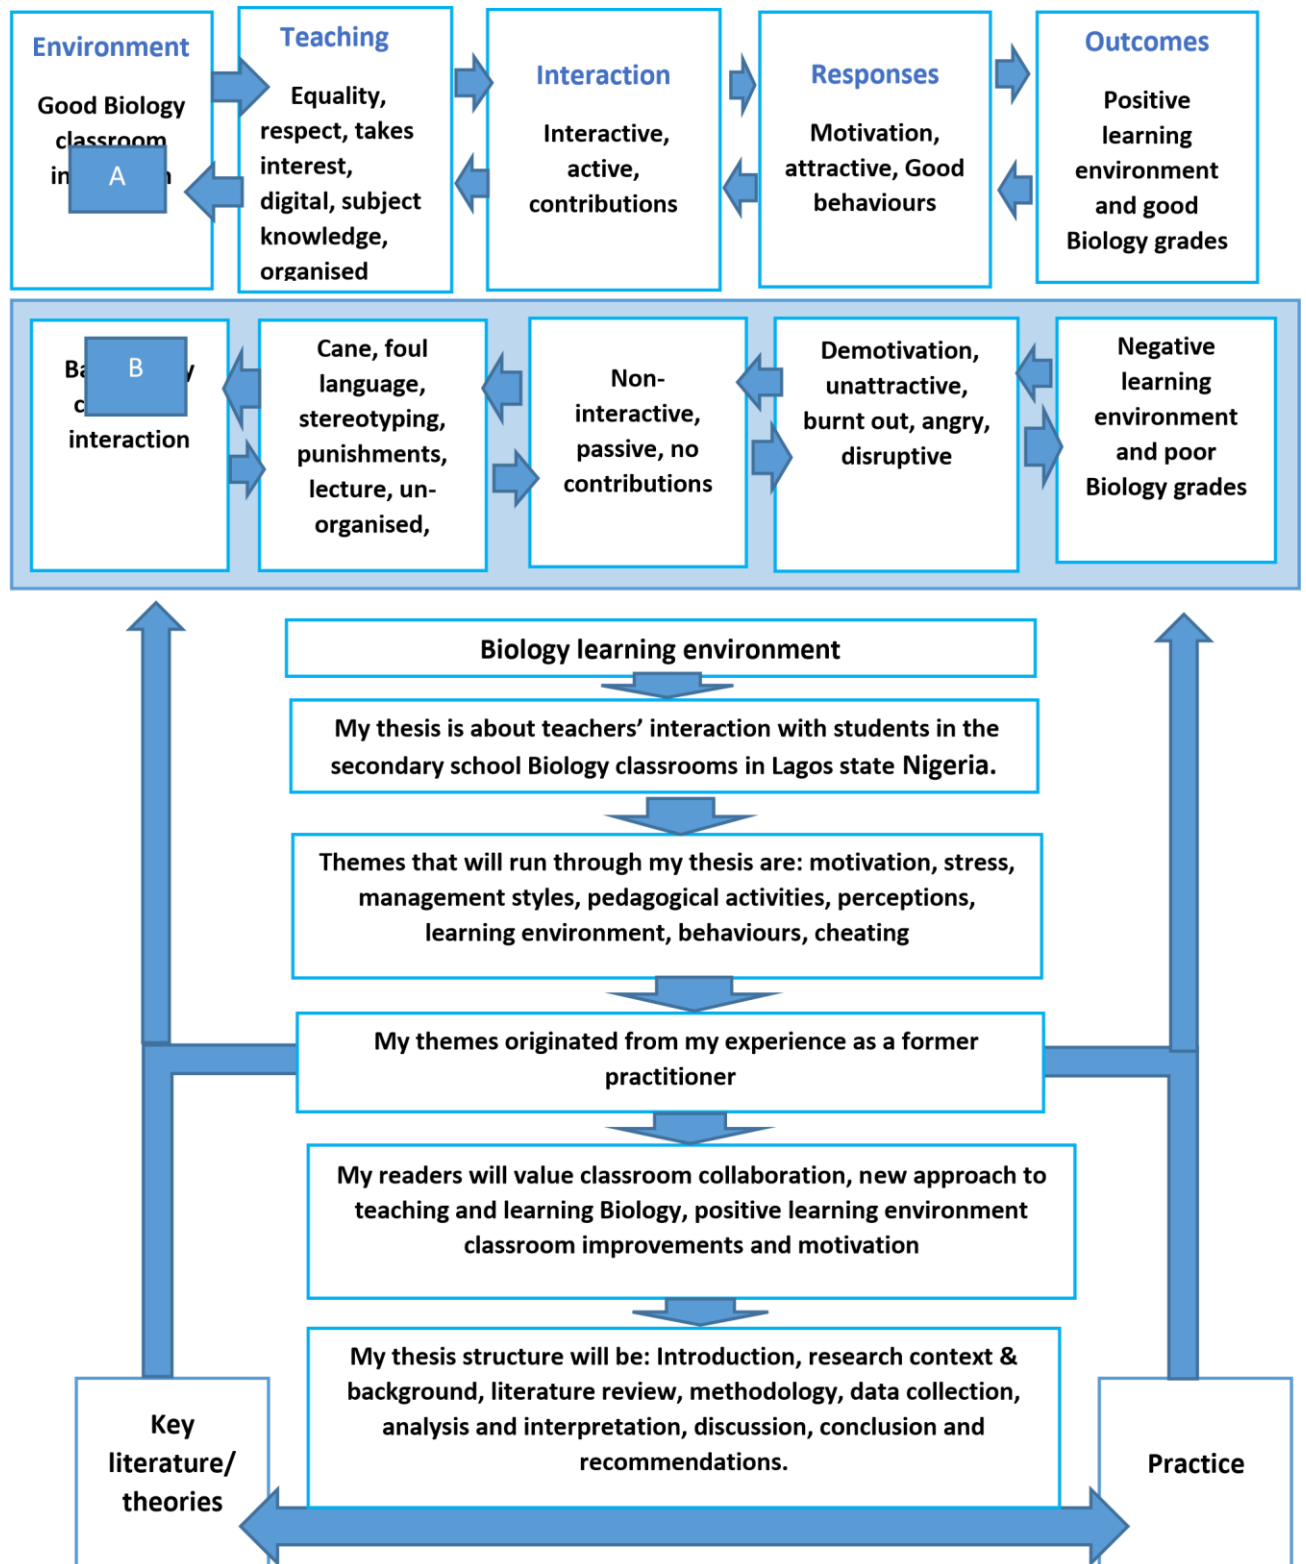 Environment
Good Biology
classroom
A
Teaching
Equality,
respect, takes
interest,
digital, subject
knowledge,
organised
Interaction
Interactive,
active,
contributions
Responses
Motivation,
attractive, Good
behaviours
Outcomes
Positive
learning
environment
and good
Biology grades
B
interaction
Cane, foul
language,
stereotyping,
punishments,
lecture, un-
organised,
Non-
interactive,
passive, no
contributions
Demotivation,
unattractive,
burnt out, angry,
disruptive
Negative
learning
environment
and poor
Biology grades
Biology learning environment
My thesis is about teachers’ interaction with students in the
secondary school Biology classrooms in Lagos state Nigeria.
Themes that will run through my thesis are: motivation, stress,
management styles, pedagogical activities, perceptions,
learning environment, behaviours, cheating
My themes originated from my experience as a former
practitioner
My readers will value classroom collaboration, new approach to
teaching and learning Biology, positive learning environment
classroom improvements and motivation
My thesis structure will be: Introduction, research context &
background, literature review, methodology, data collection,
analysis and interpretation, discussion, conclusion and
recommendations.
Key
literature/
theories
Practice